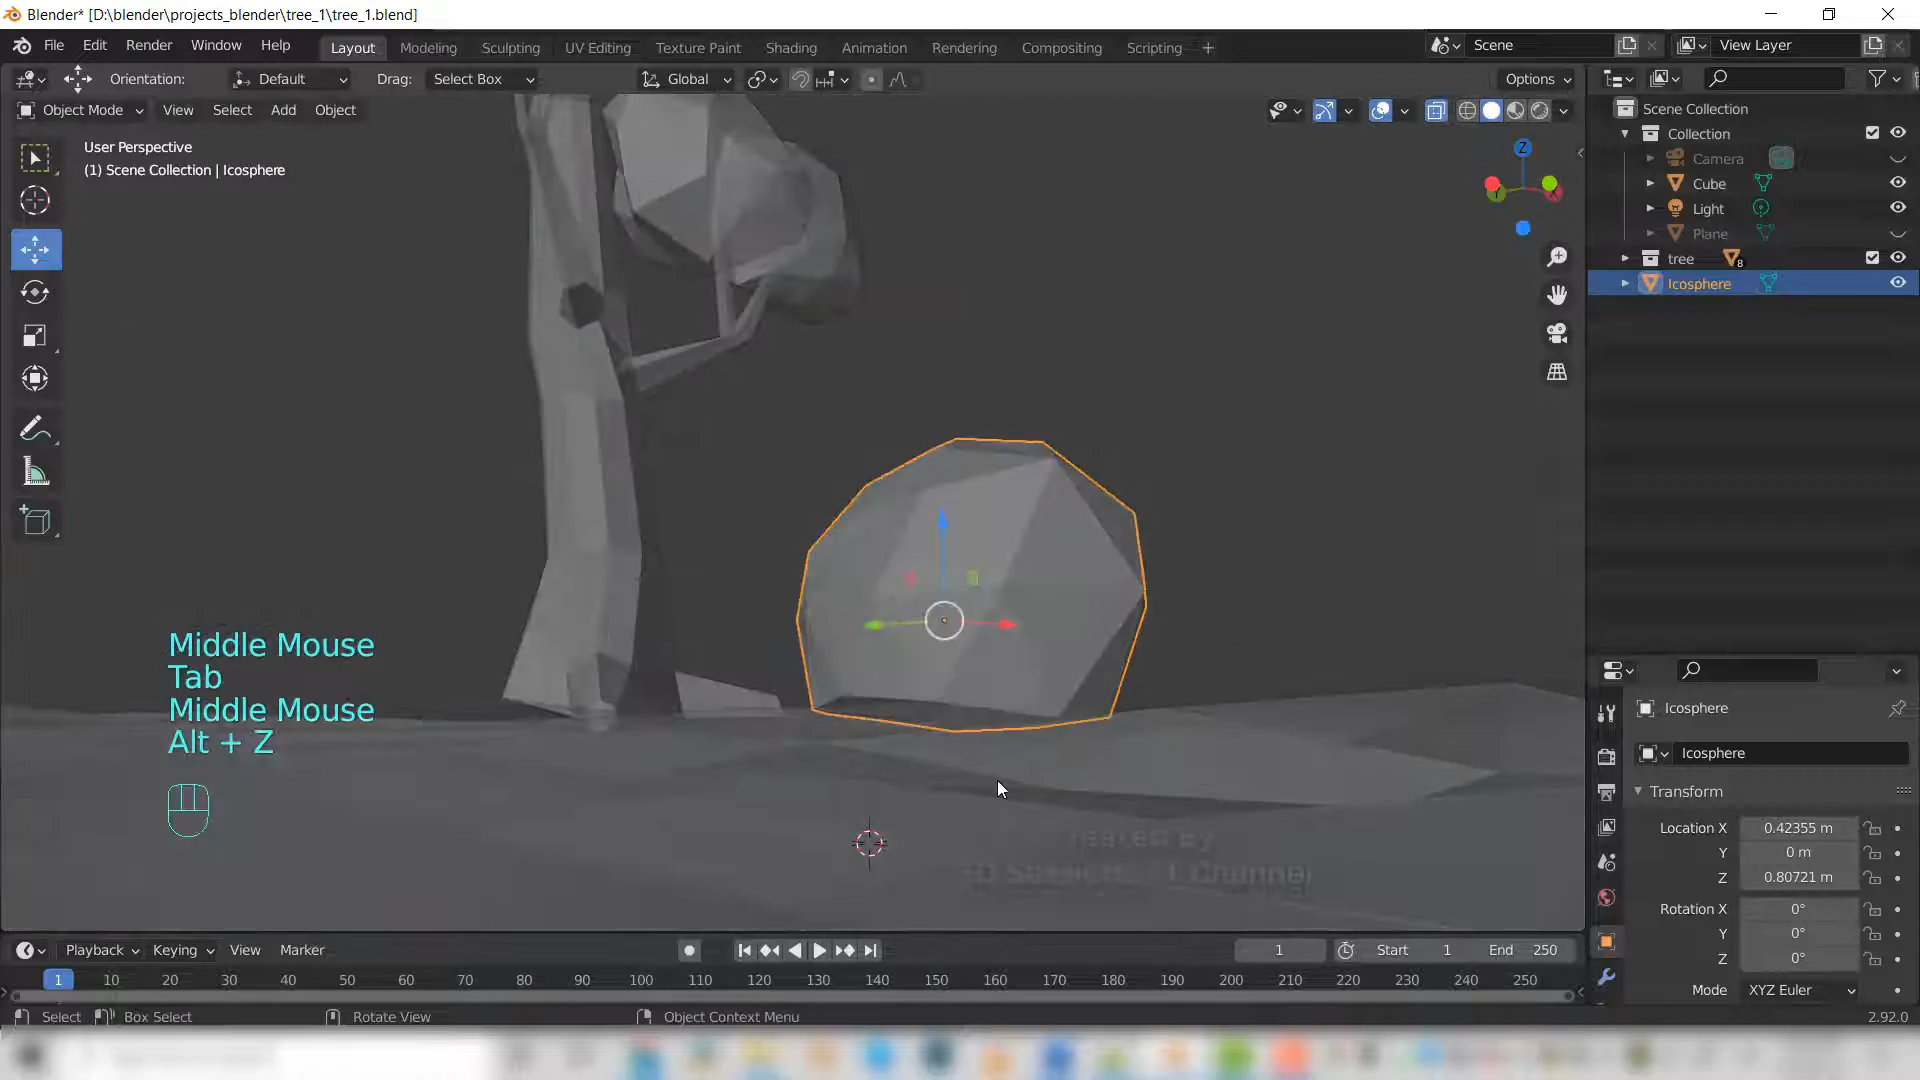 Blender* [D:\blender\projects_blender\tree_1\tree_1.blend]
File Edit Render Window Help Layout Modeling Sculpting UV Editing Texture Paint Shading Animation Rendering Compositing Scripting + Scene View Layer
Orientation: Default Drag: Select Box Global Options
Object Mode View Select Add Object
User Perspective
(1) Scene Collection | Icosphere
Z
Scene Collection
Collection
Camera
Cube
Light
Plane
tree 8
Icosphere
Middle Mouse
Tab
Middle Mouse
Alt + Z
Icosphere
Icosphere
Transform
Location X 0.42355 m
Y 0 m
Z 0.80721 m
Rotation X 0°
Y 0°
Z 0°
Mode XYZ Euler
Channel
Playback Keying View Marker 1 Start 1 End 250
1 10 20 30 40 50 60 70 80 90 100 110 120 130 140 150 160 170 180 190 200 210 220 230 240 250
Select Box Select Rotate View Object Context Menu 2.92.0